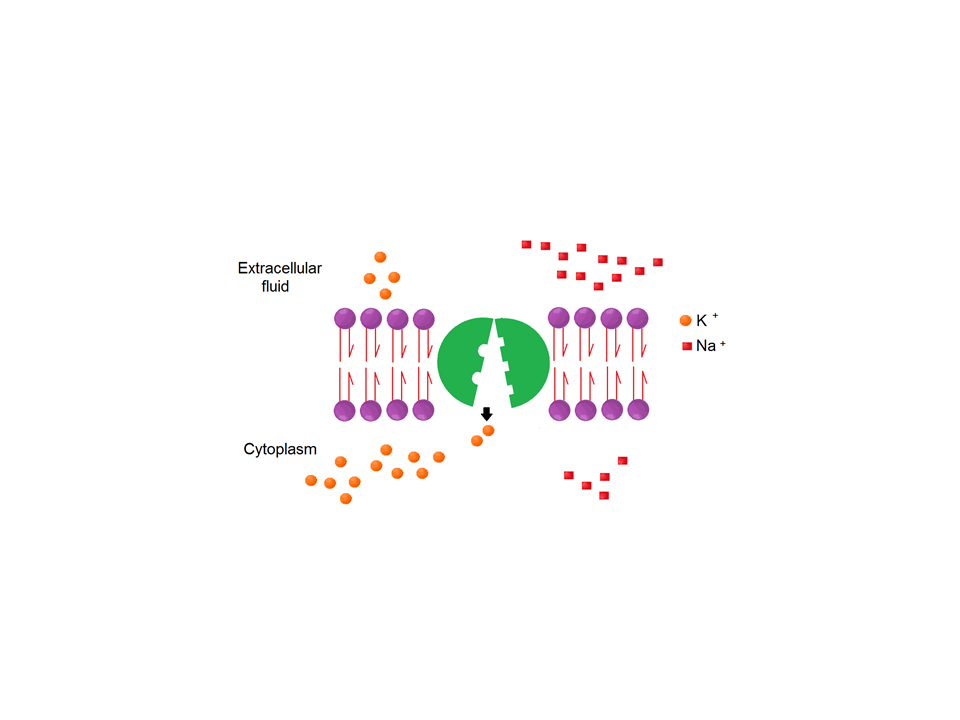 Extracellular
fluid
K +
Na +
Cytoplasm